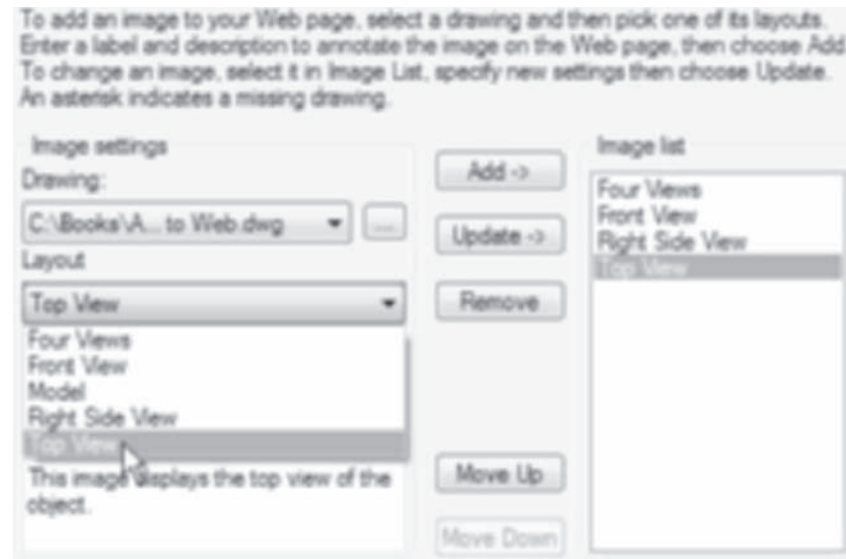 To add an image to your Web page, select a drawing and then pick one of its layouts.
Enter a label and description to annotate the image on the Web page, then choose Add
To change an image, select it in Image List, specify new settings then choose Update.
An asterisk indicates a missing drawing.
Image settings
Drawing:
C:\Books\A... to Web.dwg
...
Layout
Top View
Four Views
Front View
Model
Right Side View
Top View
This image displays the top view of the
object.
Add ->
Update ->
Remove
Move Up
Move Down
Image list
Four Views
Front View
Right Side View
Top View